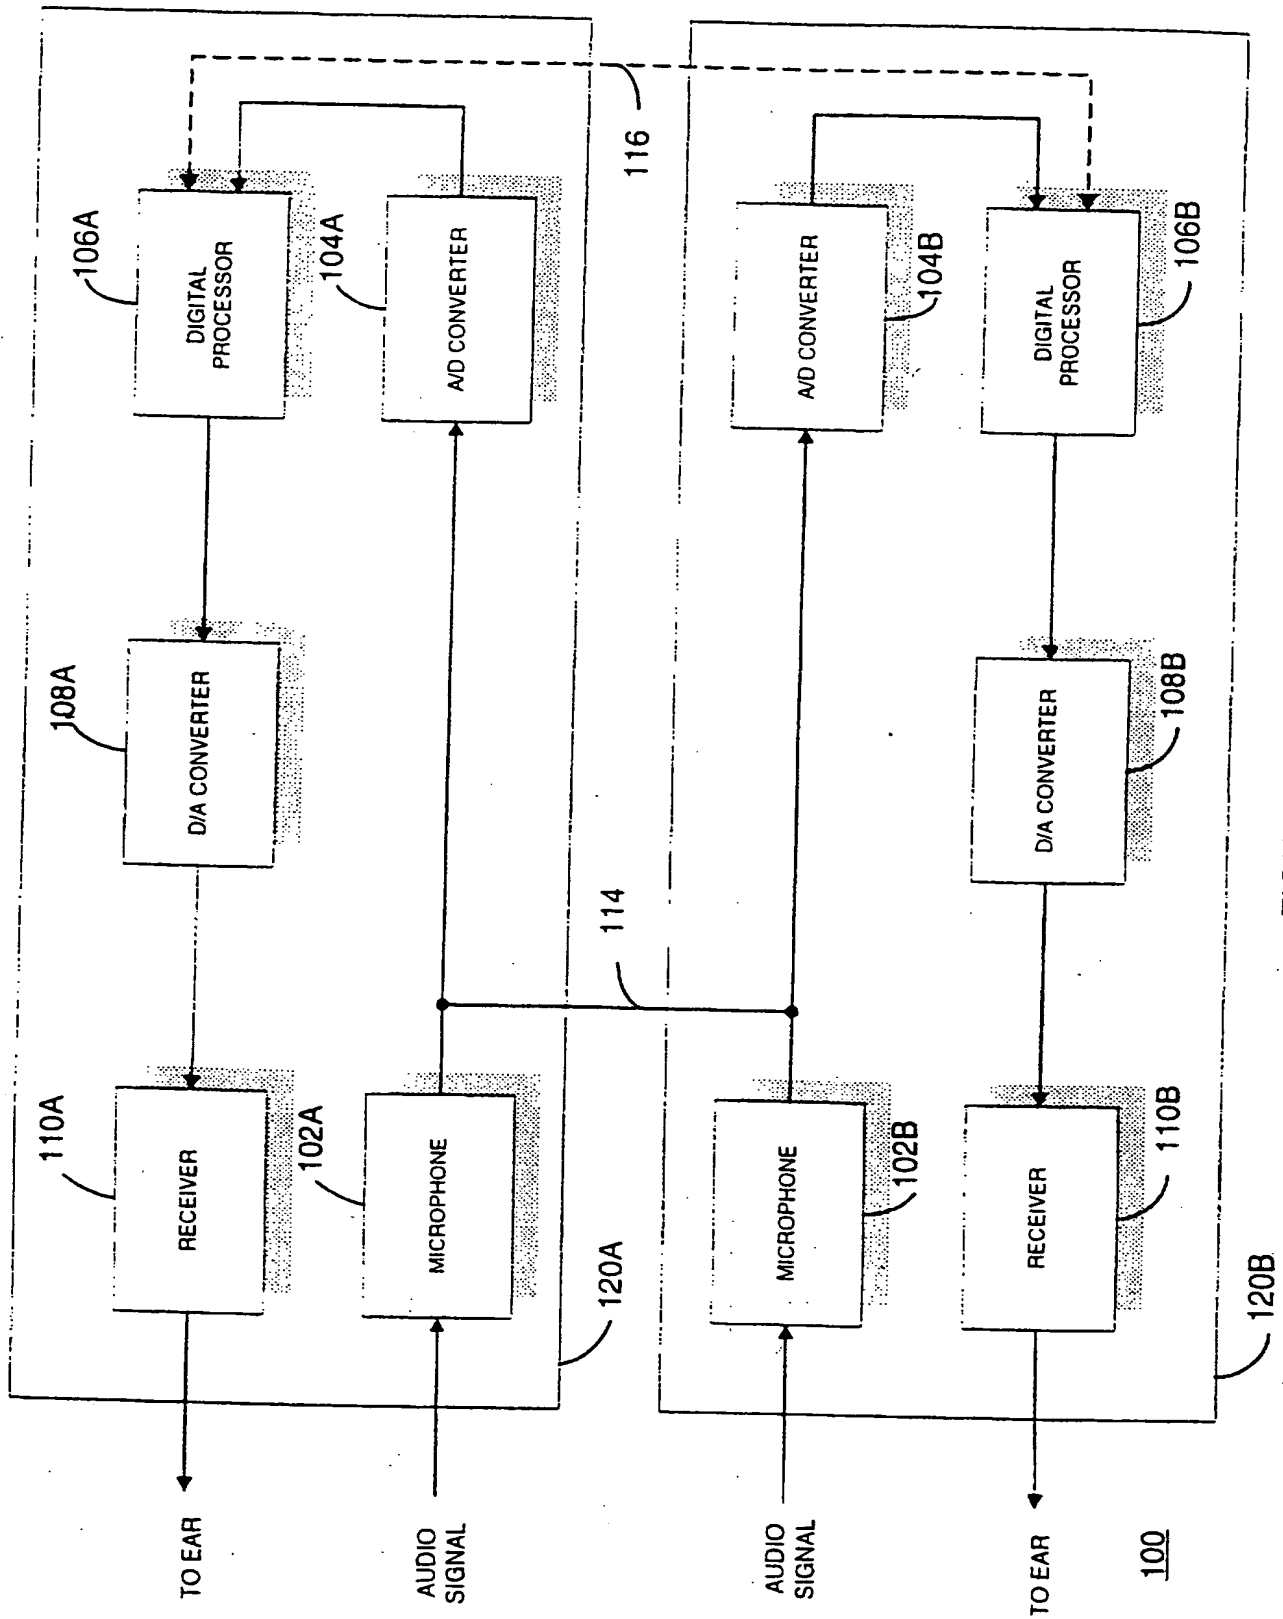 TO EAR
RECEIVER
110A
D/A CONVERTER
108A
DIGITAL
PROCESSOR
106A
AUDIO
SIGNAL
MICROPHONE
102A
A/D CONVERTER
104A
120A
114
116
AUDIO
SIGNAL
MICROPHONE
102B
A/D CONVERTER
104B
TO EAR
RECEIVER
110B
D/A CONVERTER
108B
DIGITAL
PROCESSOR
106B
120B
100